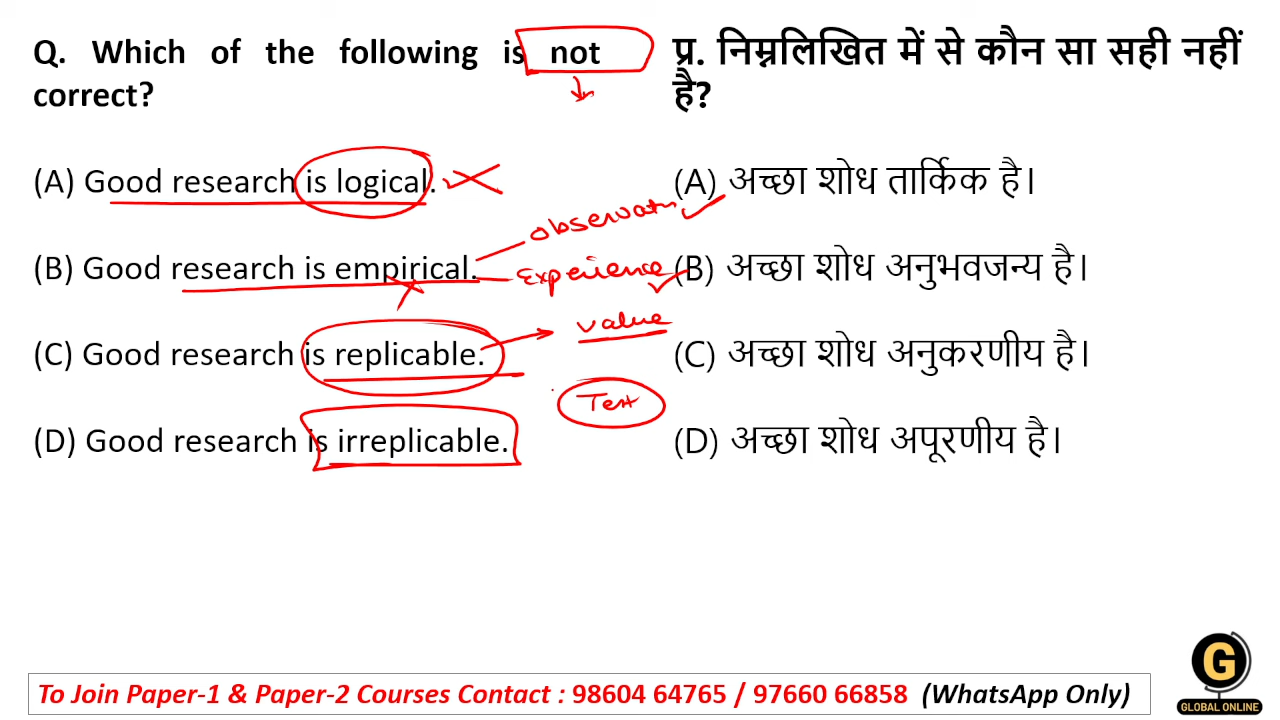 Q. Which of the following is not
correct?
(A) Good research is logical.
(B) Good research is empirical.
(C) Good research is replicable.
(D) Good research is irreplicable.
observatn
Experience
value
Test
प्र. निम्नलिखित में से कौन सा सही नहीं
है?
(A) अच्छा शोध तार्किक है।
(B) अच्छा शोध अनुभवजन्य है।
(C) अच्छा शोध अनुकरणीय है।
(D) अच्छा शोध अपूरणीय है।
To Join Paper-1 & Paper-2 Courses Contact : 98604 64765 / 97660 66858 (WhatsApp Only)
G
GLOBAL ONLINE